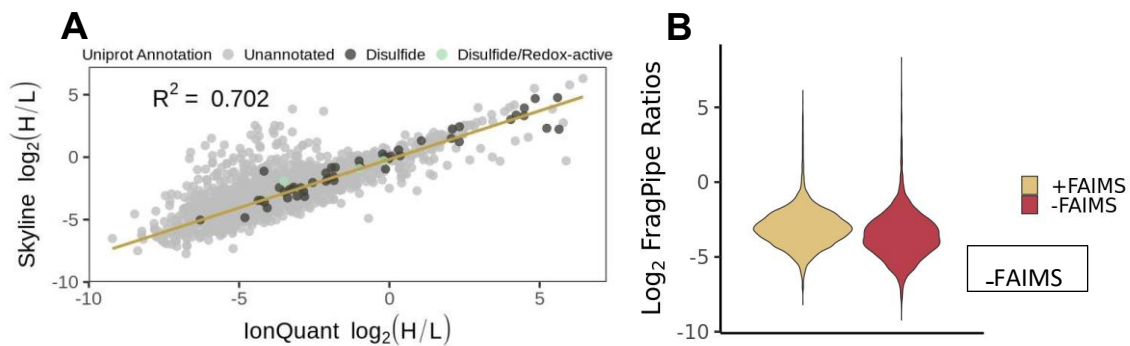 A
Uniprot Annotation Unannotated Disulfide Disulfide/Redox-active
R² = 0.702
5
0
-5
-10
-10 -5 0 5
Skyline log₂(H/L)
IonQuant log₂(H/L)
B
Log₂ FragPipe Ratios
5
0
-5
-10
+FAIMS
-FAIMS
-FAIMS